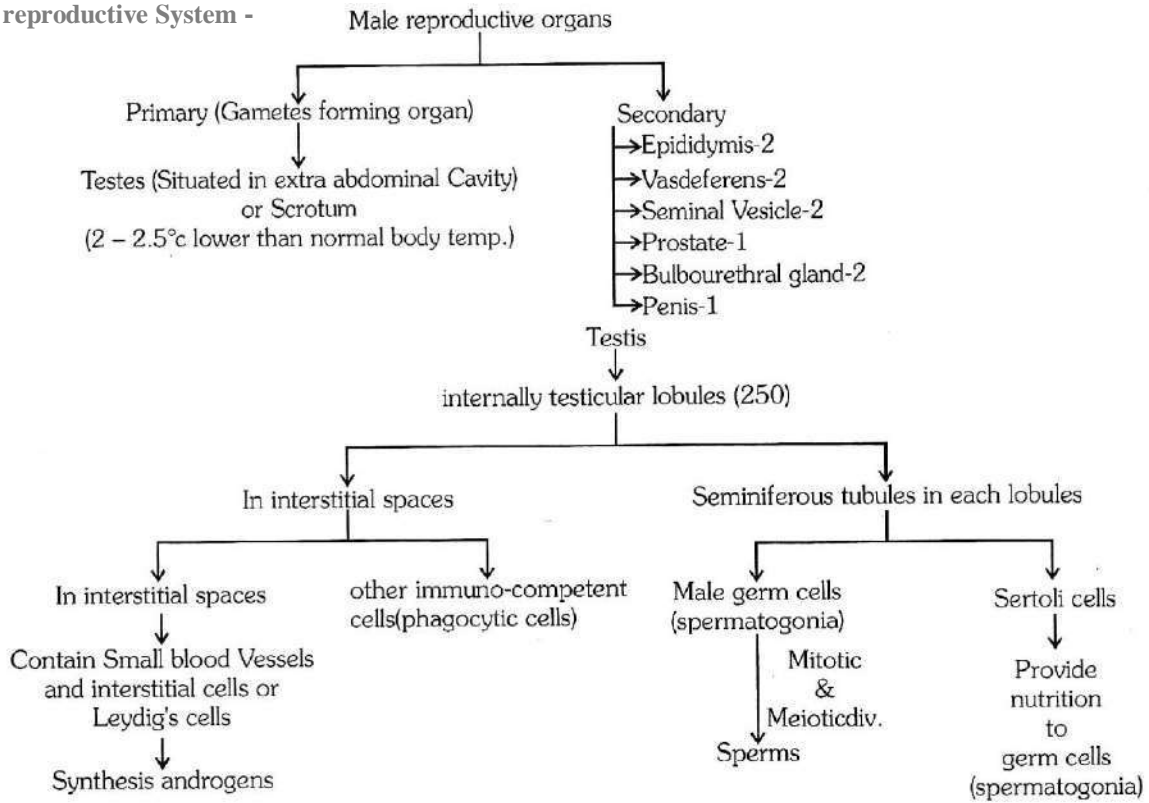 reproductive System -
Male reproductive organs
Primary (Gametes forming organ)
Testes (Situated in extra abdominal Cavity)
or Scrotum
(2 – 2.5°c lower than normal body temp.)
Secondary
Epididymis-2
Vasdeferens-2
Seminal Vesicle-2
Prostate-1
Bulbourethral gland-2
Penis-1
Testis
internally testicular lobules (250)
In interstitial spaces
Seminiferous tubules in each lobules
In interstitial spaces
Contain Small blood Vessels
and interstitial cells or
Leydig's cells
Synthesis androgens
other immuno-competent
cells(phagocytic cells)
Male germ cells
(spermatogonia)
Mitotic
&
Meioticdiv.
Sperms
Sertoli cells
Provide
nutrition
to
germ cells
(spermatogonia)